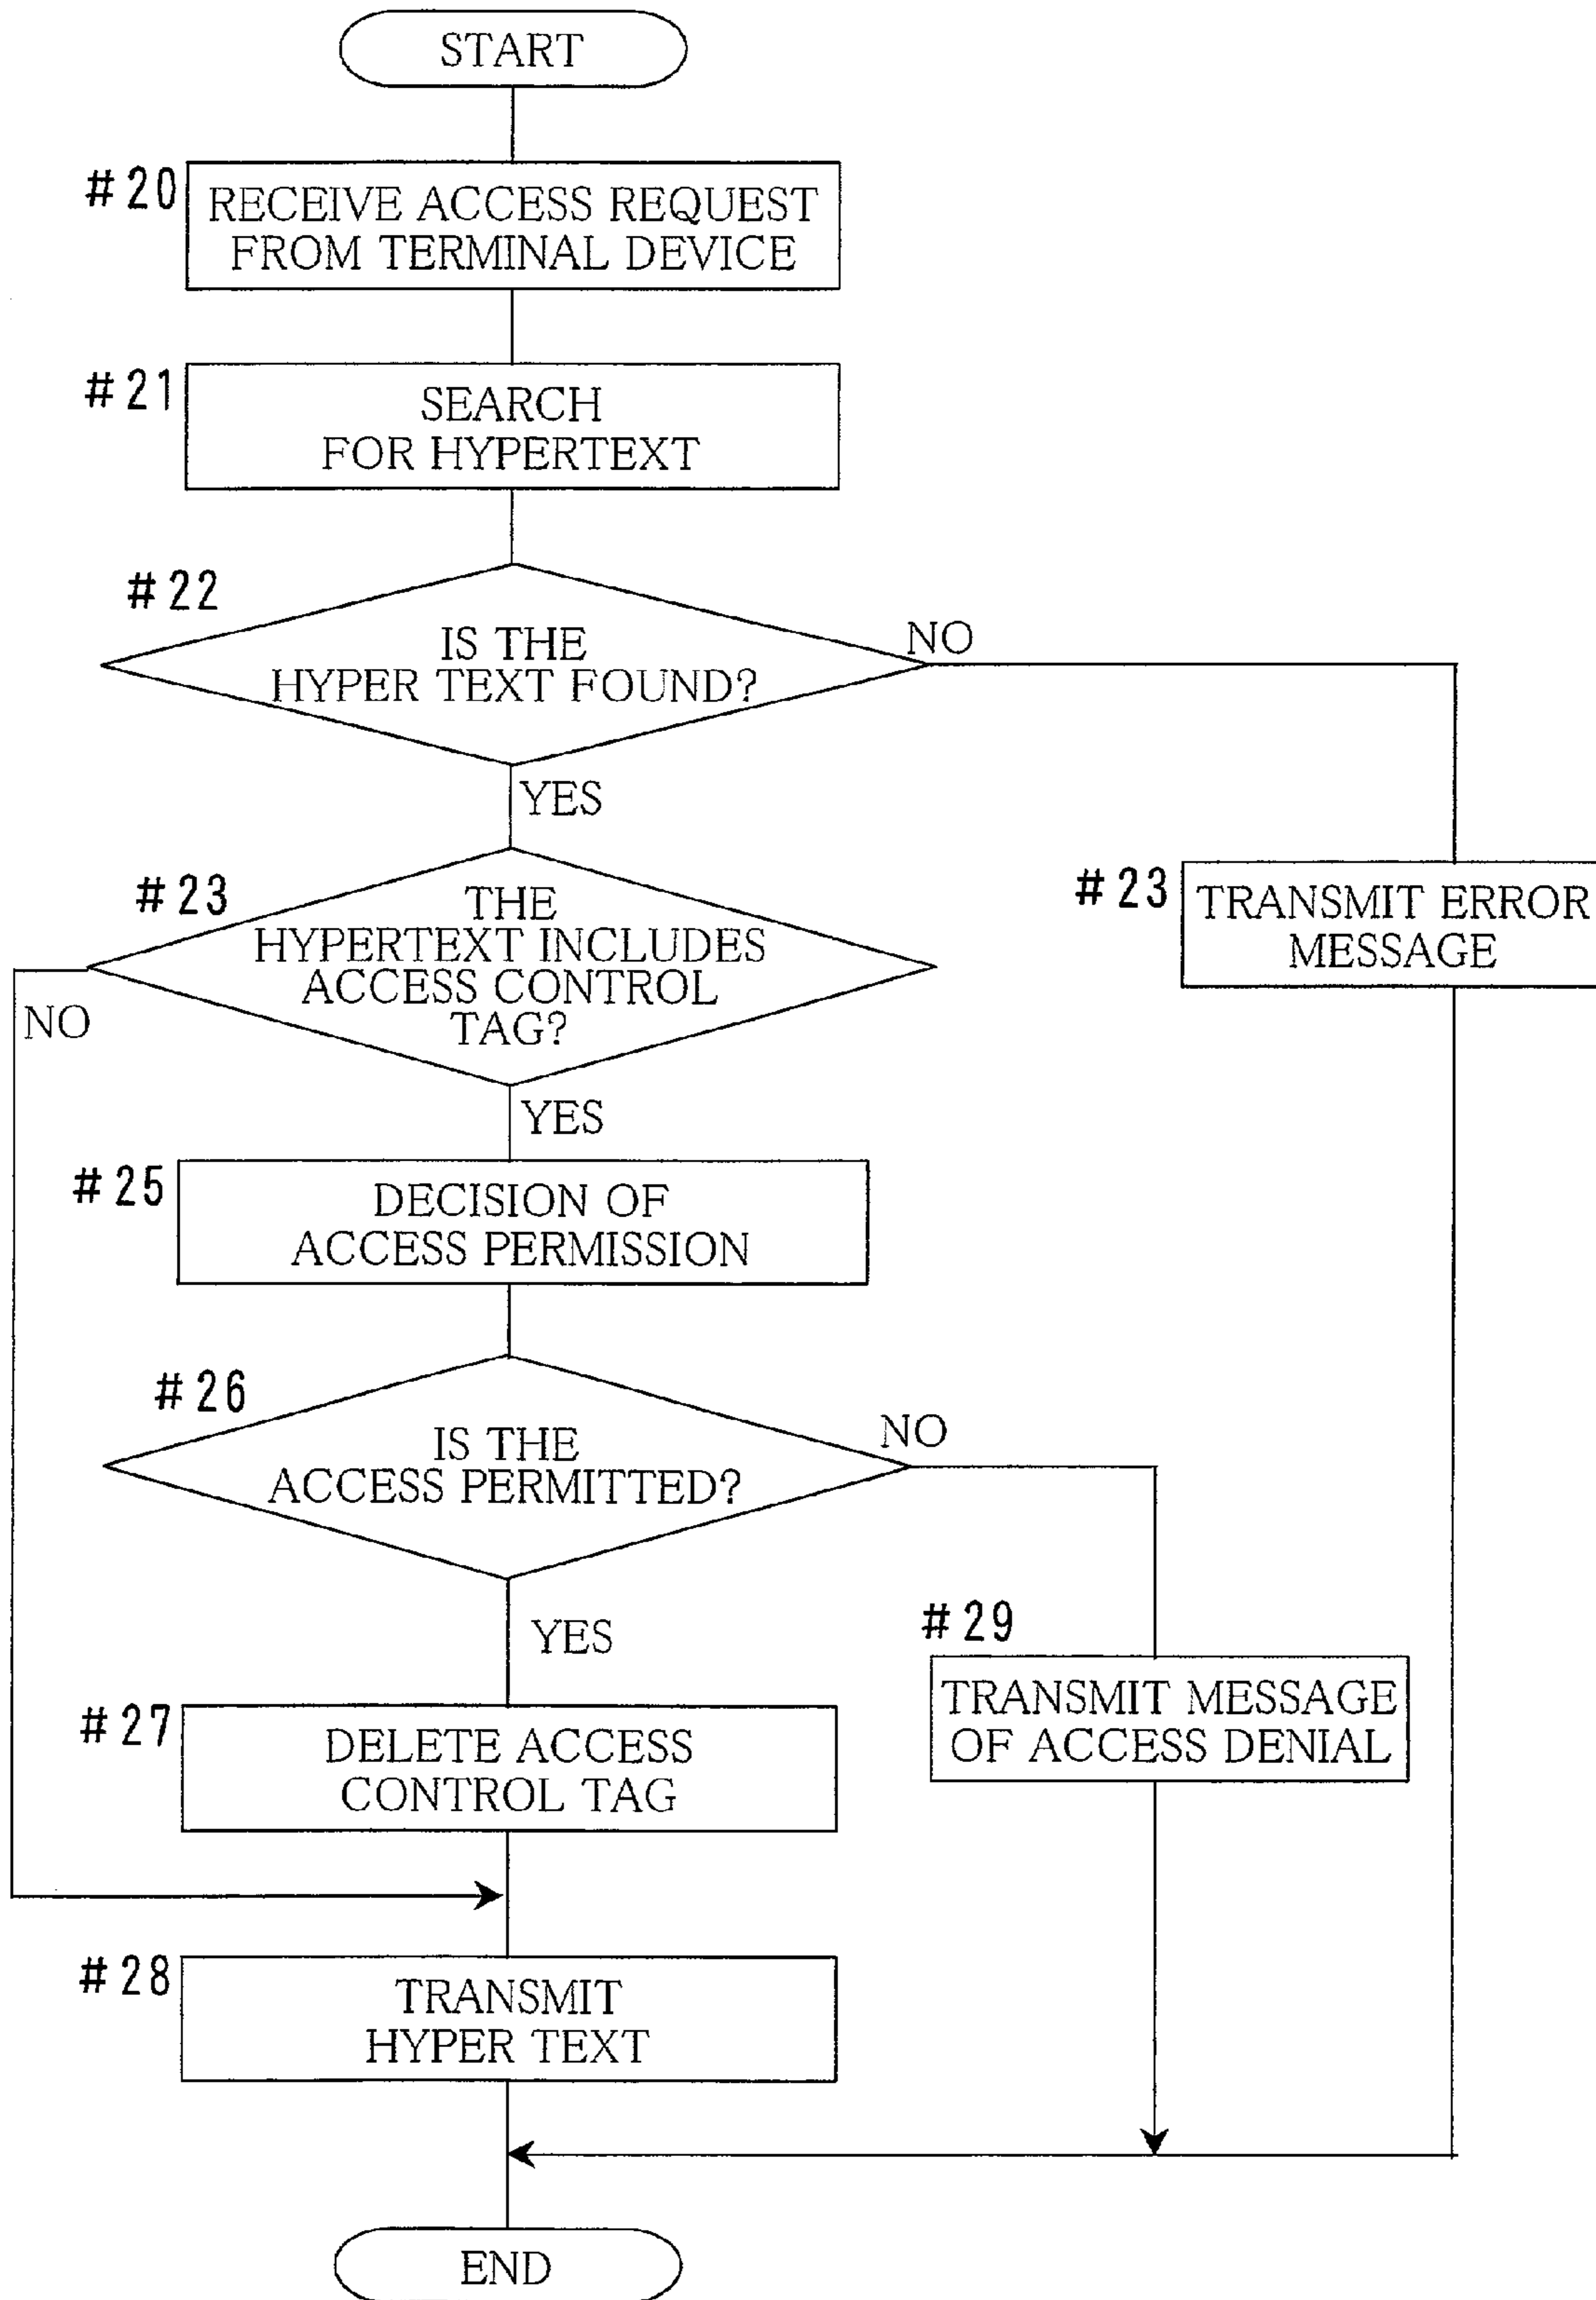 START
#20
RECEIVE ACCESS REQUEST
FROM TERMINAL DEVICE
#21
SEARCH
FOR HYPERTEXT
#22
IS THE
HYPER TEXT FOUND?
NO
YES
#23
THE
HYPERTEXT INCLUDES
ACCESS CONTROL
TAG?
NO
YES
#23
TRANSMIT ERROR
MESSAGE
#25
DECISION OF
ACCESS PERMISSION
#26
IS THE
ACCESS PERMITTED?
NO
YES
#29
TRANSMIT MESSAGE
OF ACCESS DENIAL
#27
DELETE ACCESS
CONTROL TAG
#28
TRANSMIT
HYPER TEXT
END